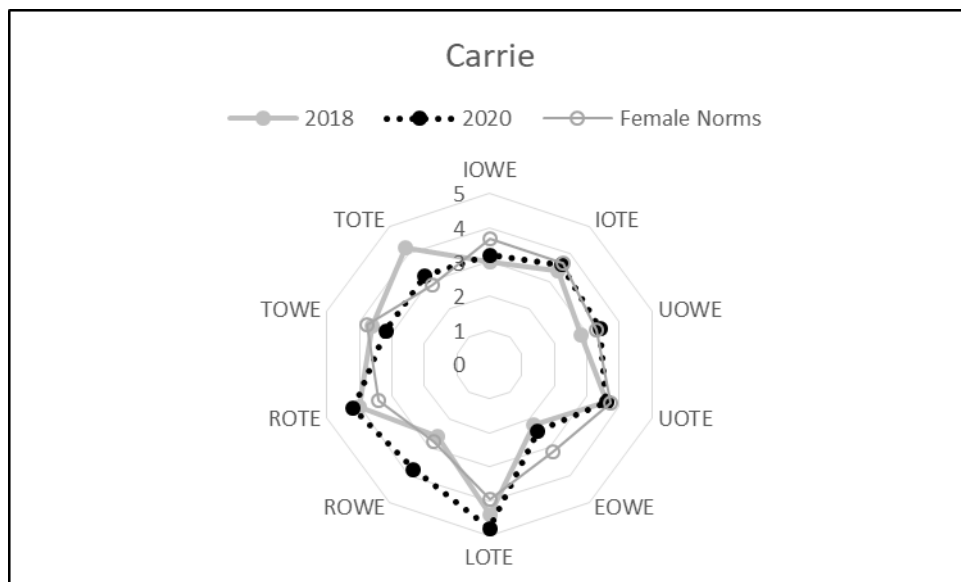 Carrie
2018 2020 Female Norms
IOWE
5
TOTE IOTE
4
3
2
TOWE UOWE
1
0
ROTE UOTE
ROWE EOWE
LOTE